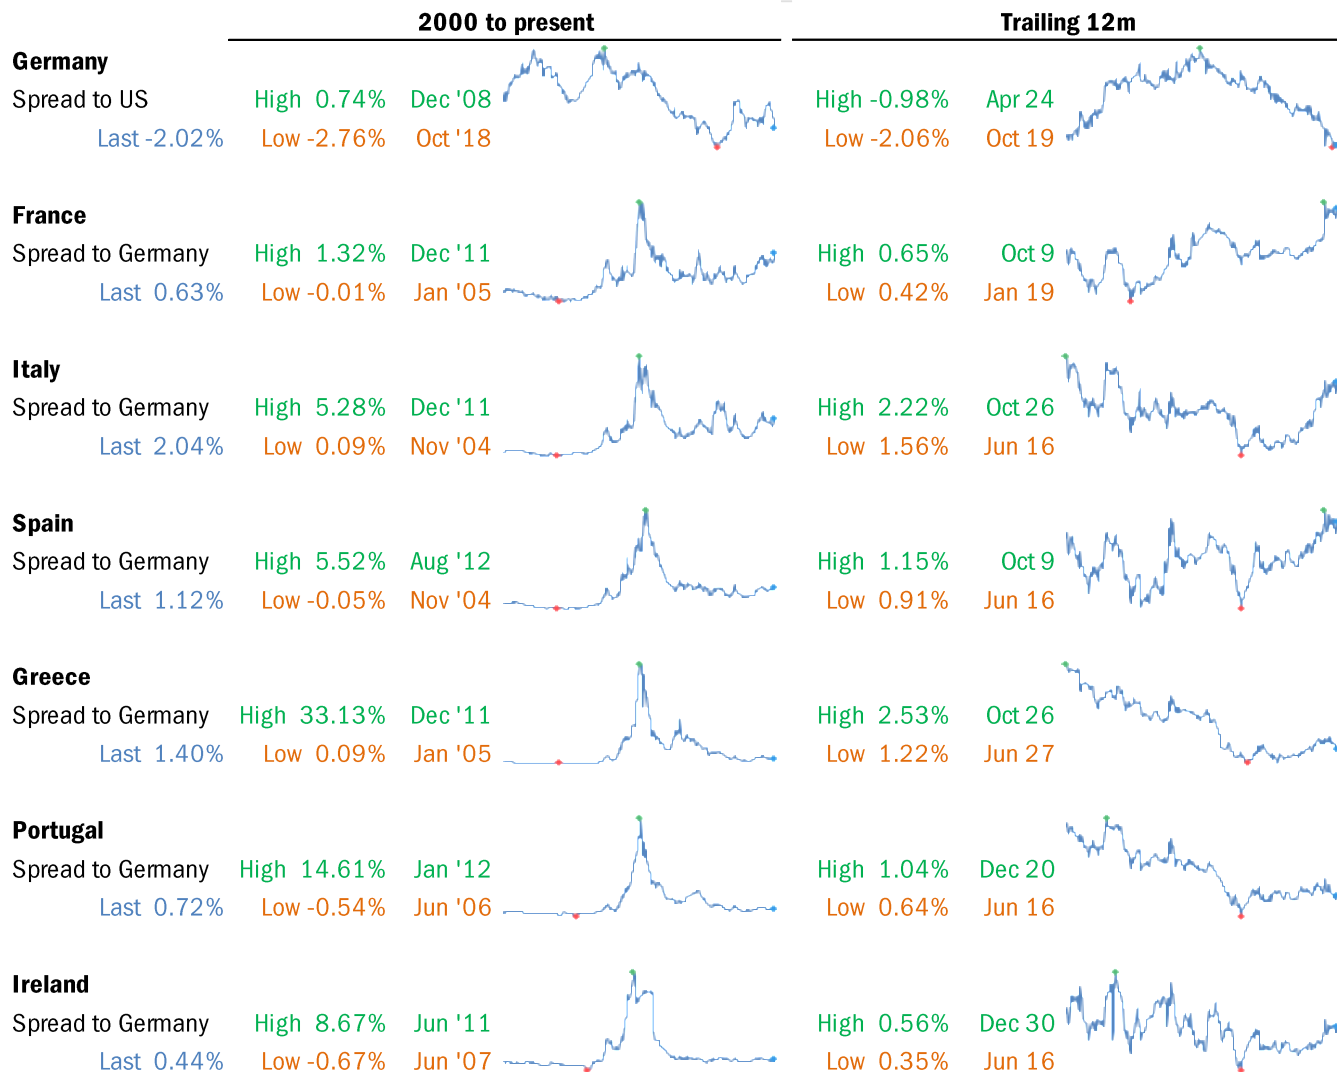 2000 to present Trailing 12m
Germany
Spread to US High 0.74% Dec '08 High -0.98% Apr 24
Last -2.02% Low -2.76% Oct '18 Low -2.06% Oct 19
France
Spread to Germany High 1.32% Dec '11 High 0.65% Oct 9
Last 0.63% Low -0.01% Jan '05 Low 0.42% Jan 19
Italy
Spread to Germany High 5.28% Dec '11 High 2.22% Oct 26
Last 2.04% Low 0.09% Nov '04 Low 1.56% Jun 16
Spain
Spread to Germany High 5.52% Aug '12 High 1.15% Oct 9
Last 1.12% Low -0.05% Nov '04 Low 0.91% Jun 16
Greece
Spread to Germany High 33.13% Dec '11 High 2.53% Oct 26
Last 1.40% Low 0.09% Jan '05 Low 1.22% Jun 27
Portugal
Spread to Germany High 14.61% Jan '12 High 1.04% Dec 20
Last 0.72% Low -0.54% Jun '06 Low 0.64% Jun 16
Ireland
Spread to Germany High 8.67% Jun '11 High 0.56% Dec 30
Last 0.44% Low -0.67% Jun '07 Low 0.35% Jun 16